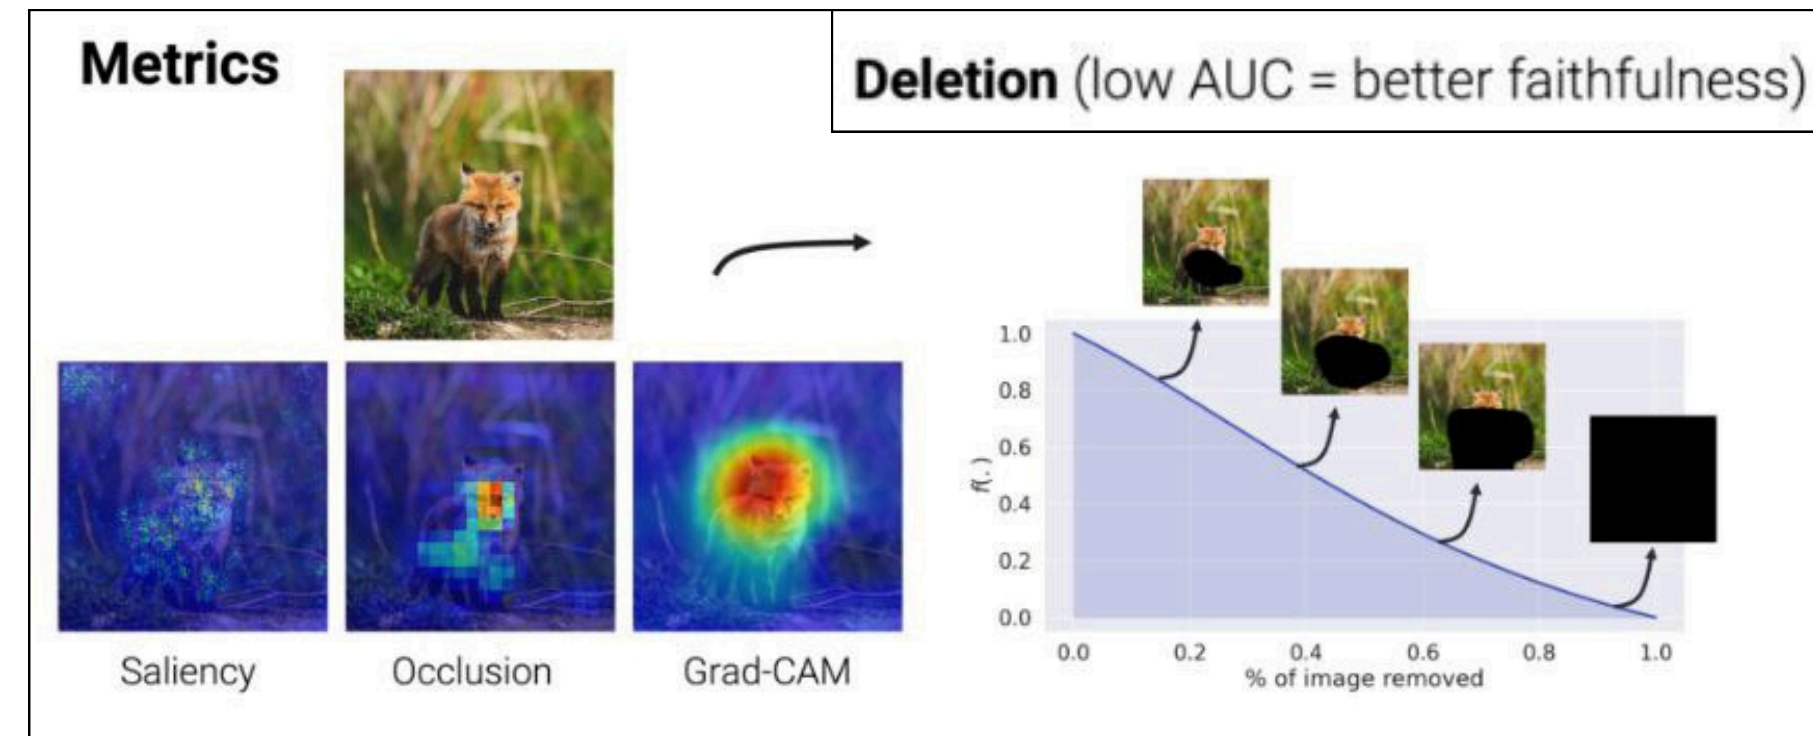 Metrics
Deletion (low AUC = better faithfulness)
Saliency
Occlusion
Grad-CAM
1.0
0.8
0.6
0.4
0.2
0.0
f(.)
0.0 0.2 0.4 0.6 0.8 1.0
% of image removed